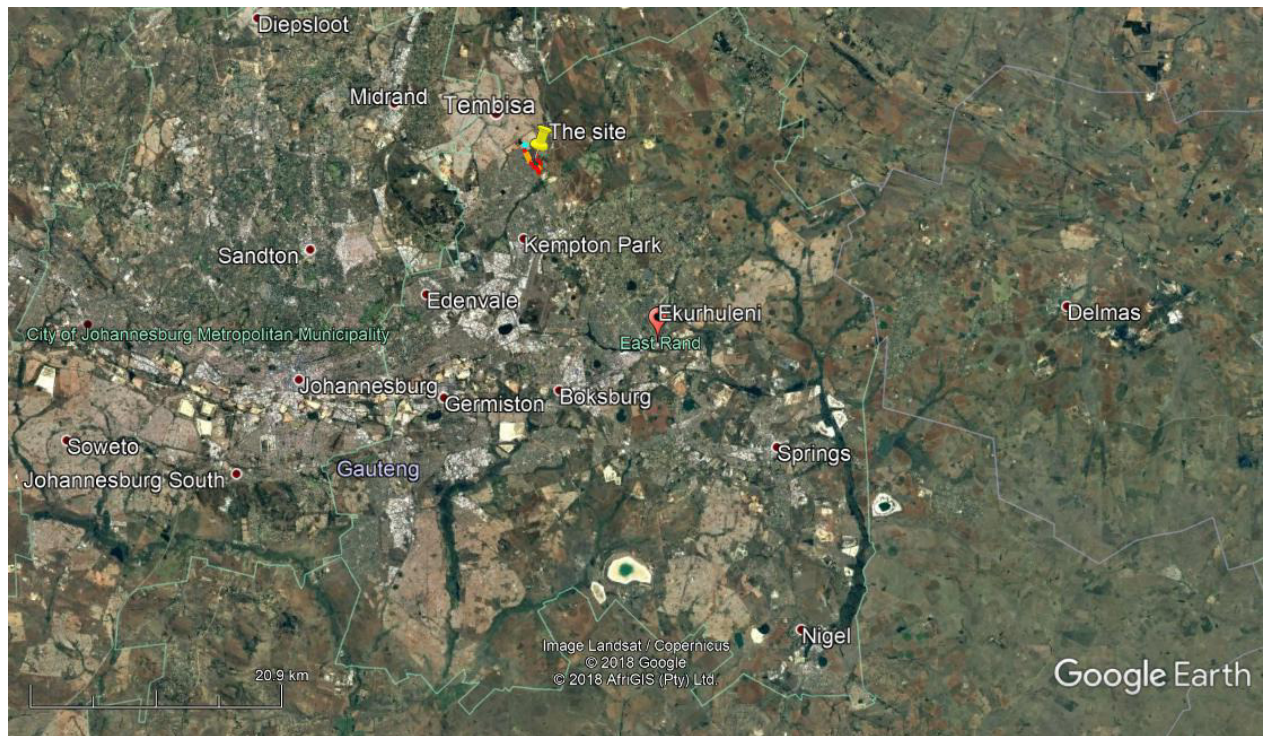 Diepsloot
Midrand
Tembisa
The site
Sandton
Kempton Park
Edenvale
Ekurhuleni
Delmas
City of Johannesburg Metropolitan Municipality
East Rand
Johannesburg
Germiston
Boksburg
Soweto
Springs
Johannesburg South
Gauteng
Nigel
Image Landsat / Copernicus
© 2018 Google
© 2018 AfriGIS (Pty) Ltd.
20.9 km
Google Earth